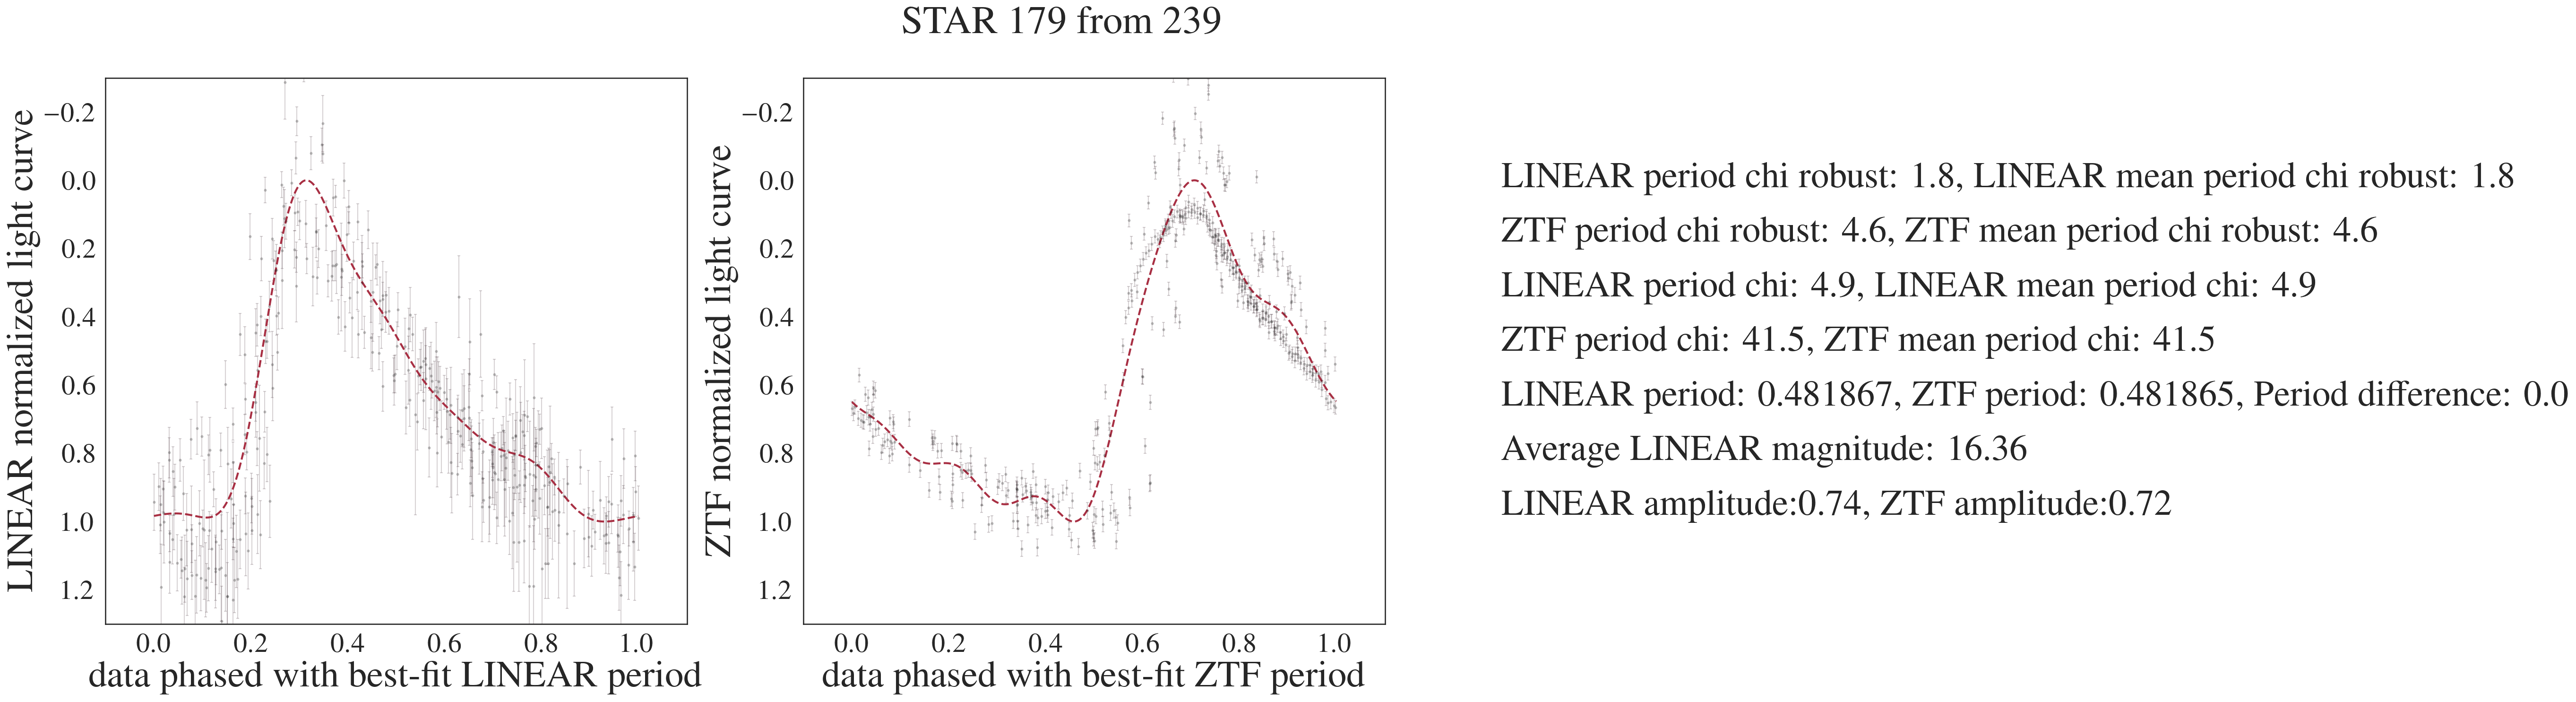 STAR 179 from 239
LINEAR normalized light curve
−0.2
0.0
0.2
0.4
0.6
0.8
1.0
1.2
0.0 0.2 0.4 0.6 0.8 1.0
data phased with best-fit LINEAR period
ZTF normalized light curve
−0.2
0.0
0.2
0.4
0.6
0.8
1.0
1.2
0.0 0.2 0.4 0.6 0.8 1.0
data phased with best-fit ZTF period
LINEAR period chi robust: 1.8, LINEAR mean period chi robust: 1.8
ZTF period chi robust: 4.6, ZTF mean period chi robust: 4.6
LINEAR period chi: 4.9, LINEAR mean period chi: 4.9
ZTF period chi: 41.5, ZTF mean period chi: 41.5
LINEAR period: 0.481867, ZTF period: 0.481865, Period difference: 0.0
Average LINEAR magnitude: 16.36
LINEAR amplitude:0.74, ZTF amplitude:0.72